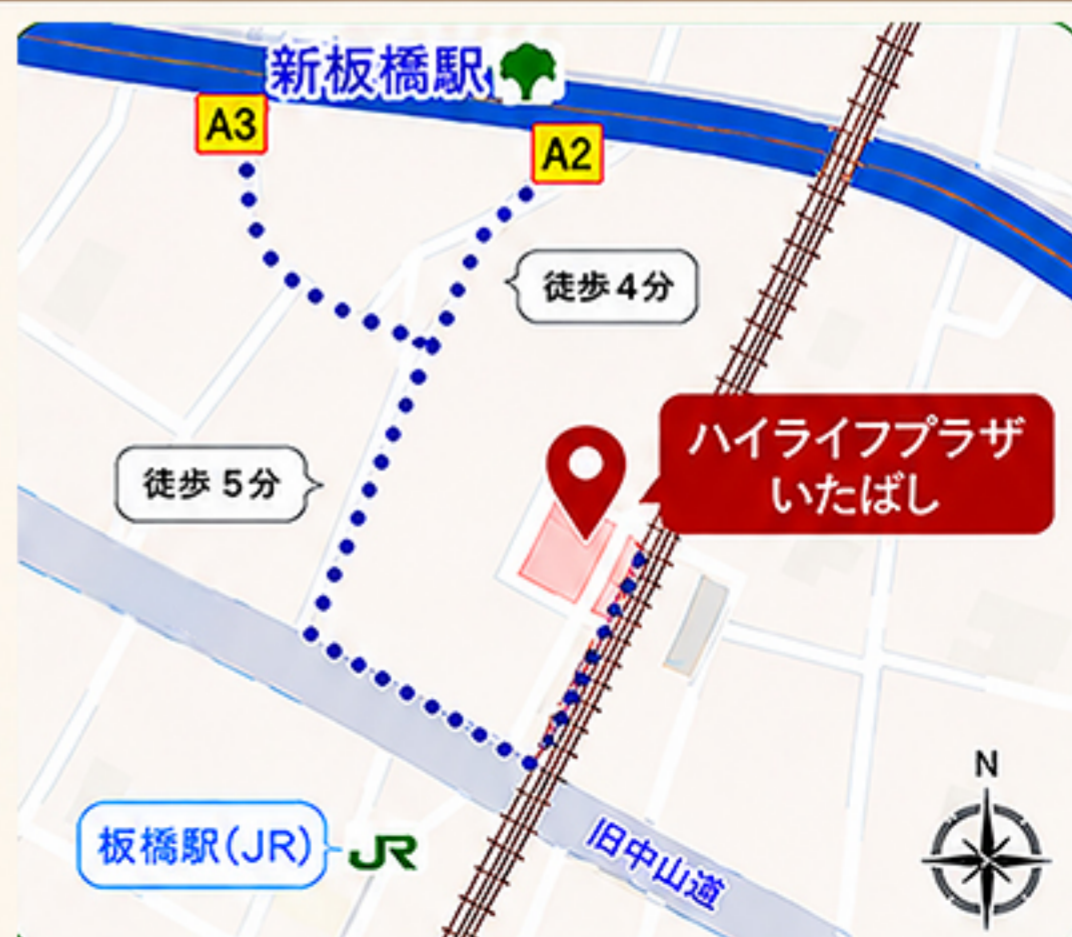 新板橋駅
A3
A2
徒歩4分
ハイライフプラザ
いたばし
徒歩 5分
N
板橋駅(JR)
JR
旧中山道